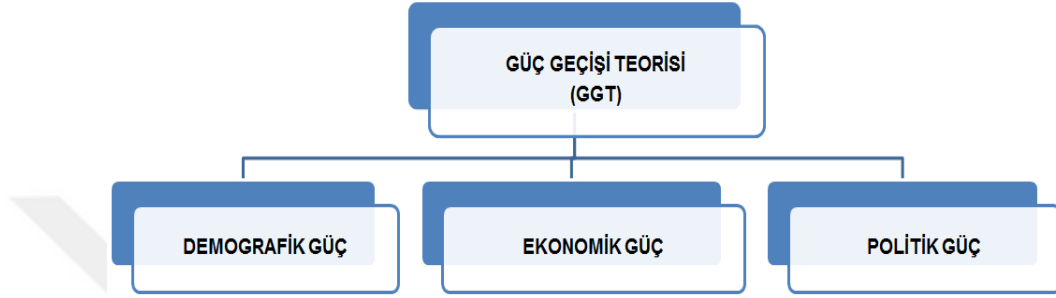 GÜÇ GEÇİŞİ TEORİSİ
(GGT)
DEMOGRAFİK GÜÇ
EKONOMİK GÜÇ
POLİTİK GÜÇ